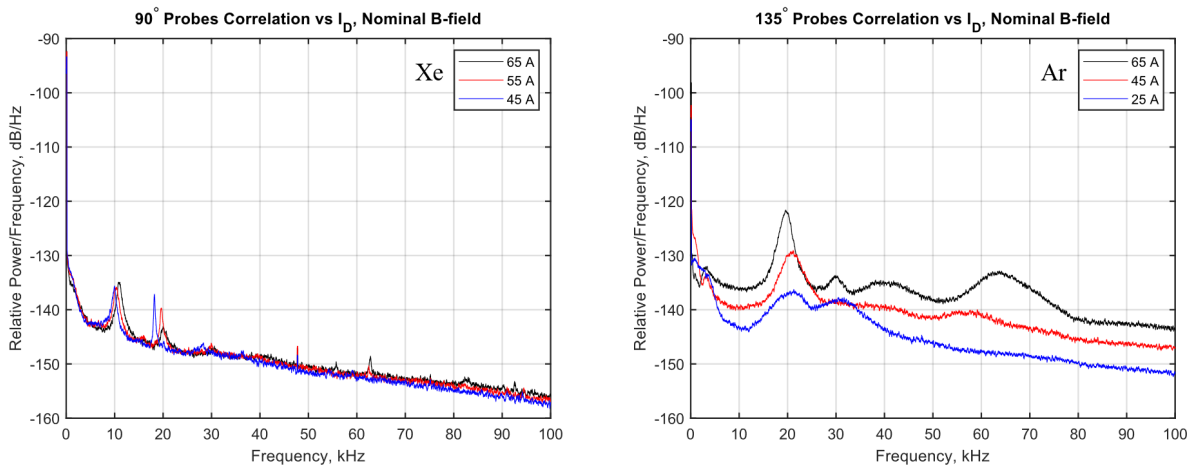 90° Probes Correlation vs I_D, Nominal B-field
Relative Power/Frequency, dB/Hz
-90
-100
-110
-120
-130
-140
-150
-160
Xe
65 A
55 A
45 A
0 10 20 30 40 50 60 70 80 90 100
Frequency, kHz
135° Probes Correlation vs I_D, Nominal B-field
Relative Power/Frequency, dB/Hz
-90
-100
-110
-120
-130
-140
-150
-160
Ar
65 A
45 A
25 A
0 10 20 30 40 50 60 70 80 90 100
Frequency, kHz